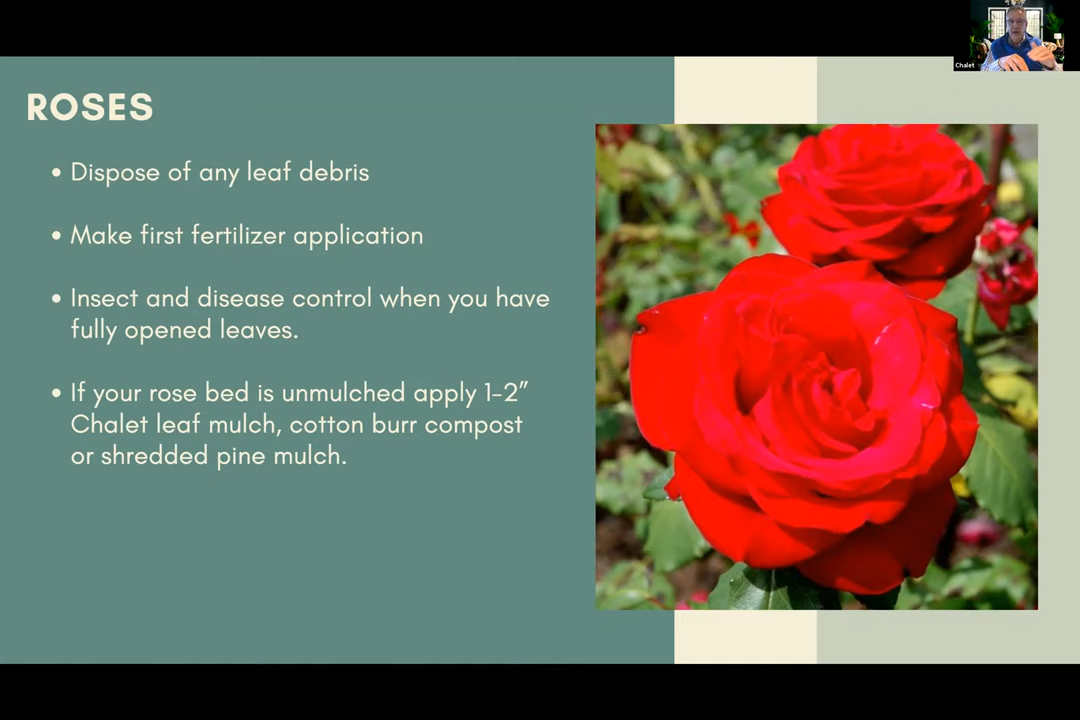 Chalet
ROSES
• Dispose of any leaf debris
• Make first fertilizer application
• Insect and disease control when you have
fully opened leaves.
• If your rose bed is unmulched apply 1-2”
Chalet leaf mulch, cotton burr compost
or shredded pine mulch.